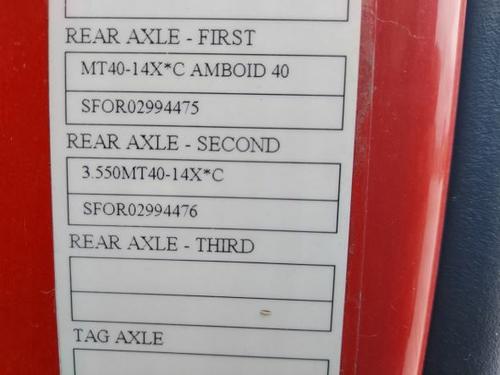 REAR AXLE - FIRST
MT40-14X*C AMBOID 40
SFOR02994475
REAR AXLE - SECOND
3.550MT40-14X*C
SFOR02994476
REAR AXLE - THIRD
TAG AXLE